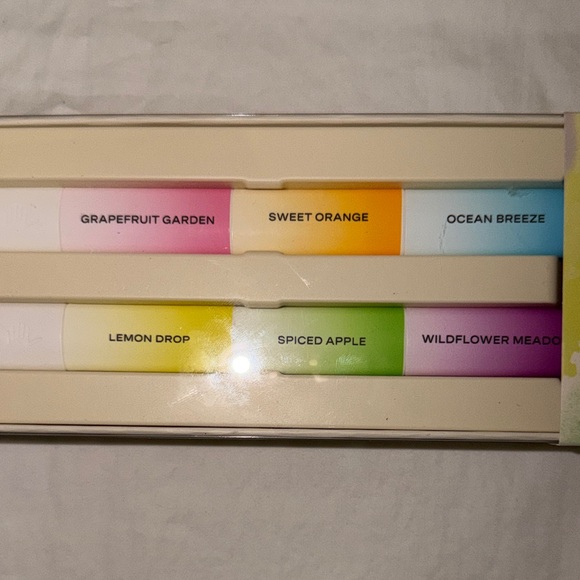 GRAPEFRUIT GARDEN
SWEET ORANGE
OCEAN BREEZE
LEMON DROP
SPICED APPLE
WILDFLOWER MEADO